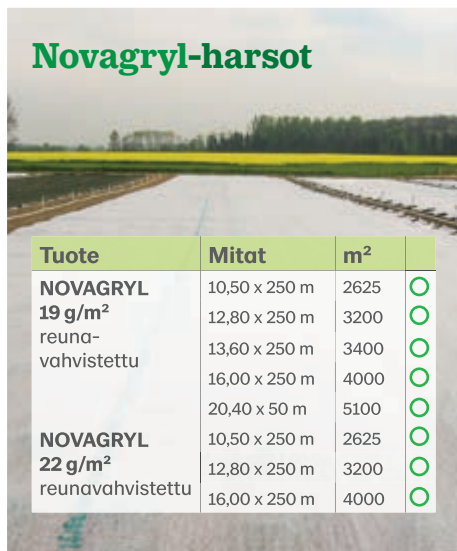 Novagryl-harsot
Tuote Mitat m²
NOVAGRYL 10,50 x 250 m 2625
19 g/m² 12,80 x 250 m 3200
reuna- 13,60 x 250 m 3400
vahvistettu
16,00 x 250 m 4000
20,40 x 50 m 5100
NOVAGRYL 10,50 x 250 m 2625
22 g/m² 12,80 x 250 m 3200
reunavahvistettu 16,00 x 250 m 4000